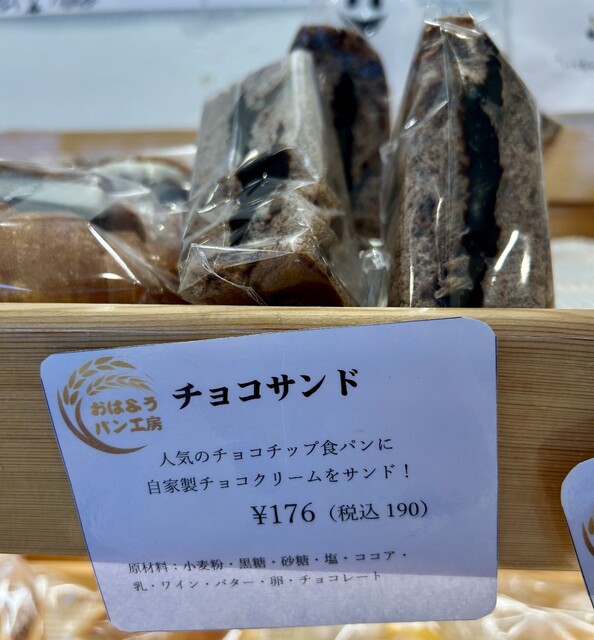 おはよう
パン工房
チョコサンド
人気のチョコチップ食パンに
自家製チョコクリームをサンド！
¥176（税込190）
原材料：小麦粉・黒糖・砂糖・塩・ココア・
乳・ワイン・バター・卵・チョコレート